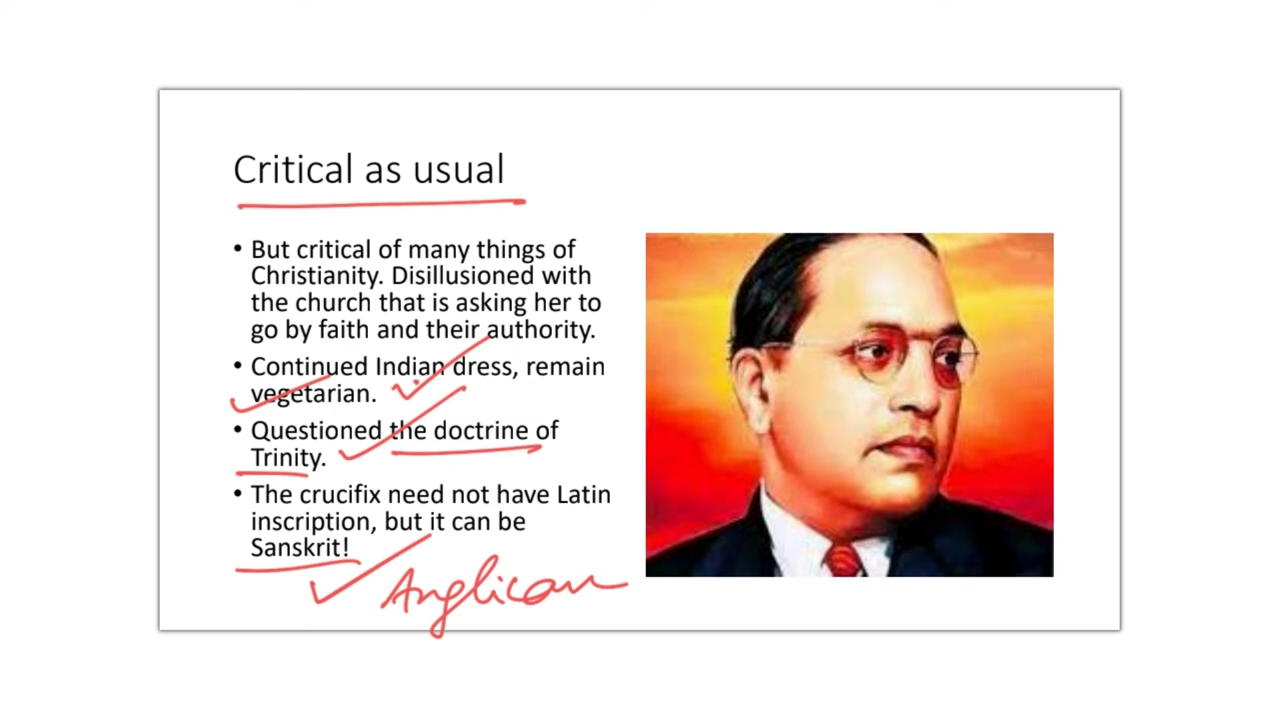 Critical as usual
• But critical of many things of
Christianity. Disillusioned with
the church that is asking her to
go by faith and their authority.
• Continued Indian dress, remain
vegetarian.
• Questioned the doctrine of
Trinity.
• The crucifix need not have Latin
inscription, but it can be
Sanskrit!
Anglican